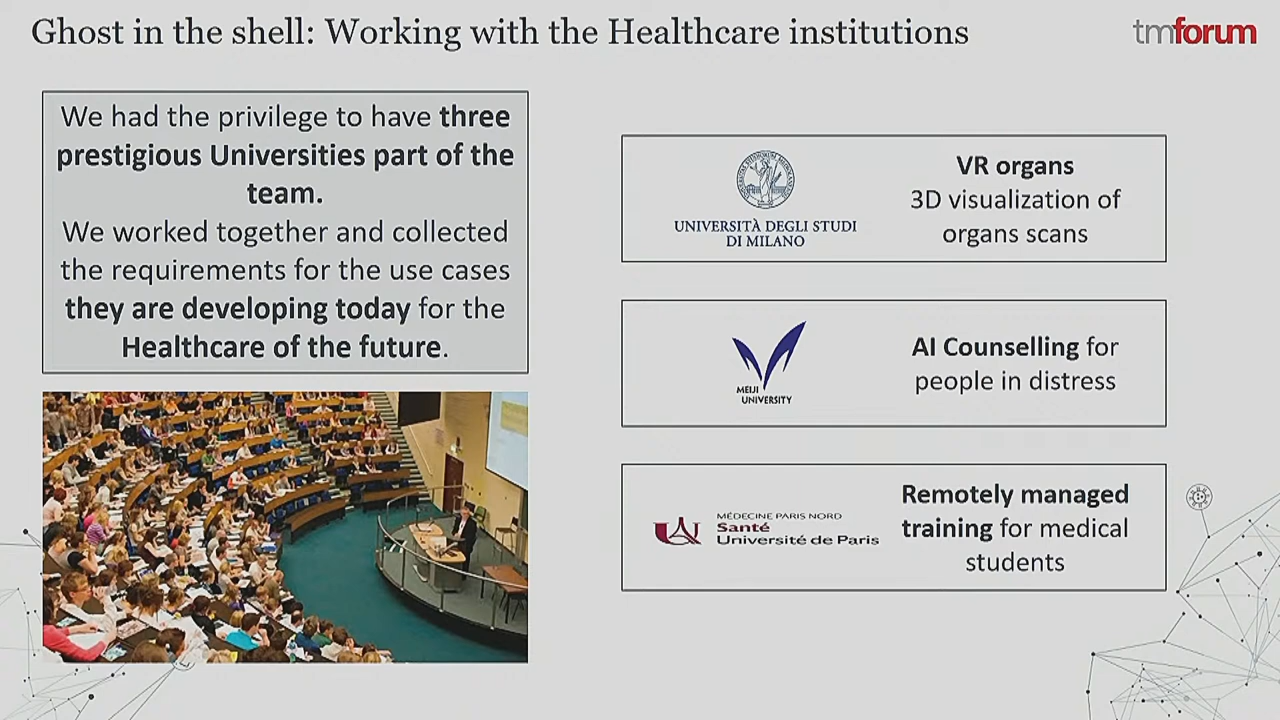 Ghost in the shell: Working with the Healthcare institutions
tmforum
We had the privilege to have three
prestigious Universities part of the
team.
We worked together and collected
the requirements for the use cases
they are developing today for the
Healthcare of the future.
UNIVERSITÀ DEGLI STUDI
DI MILANO
VR organs
3D visualization of
organs scans
MEIJI
UNIVERSITY
AI Counselling for
people in distress
MÉDECINE PARIS NORD
Santé
Université de Paris
Remotely managed
training for medical
students